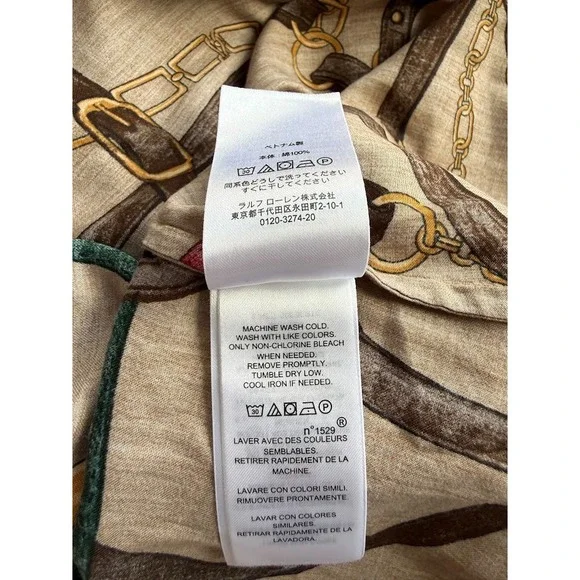 ベトナム製
本体：綿100%
30
同系色どうしで洗ってください
すぐに干してください
ラルフ ローレン株式会社
東京都千代田区永田町2-10-1
0120-3274-20
MACHINE WASH COLD.
WASH WITH LIKE COLORS.
ONLY NON-CHLORINE BLEACH
WHEN NEEDED.
REMOVE PROMPTLY.
TUMBLE DRY LOW.
COOL IRON IF NEEDED.
30 P
n°1529 ®
LAVER AVEC DES COULEURS
SEMBLABLES.
RETIRER RAPIDEMENT DE LA
MACHINE.
LAVARE CON COLORI SIMILI.
RIMUOVERE PRONTAMENTE.
LAVAR CON COLORES
SIMILARES.
RETIRAR RAPIDAMENTE DE LA
LAVADORA.